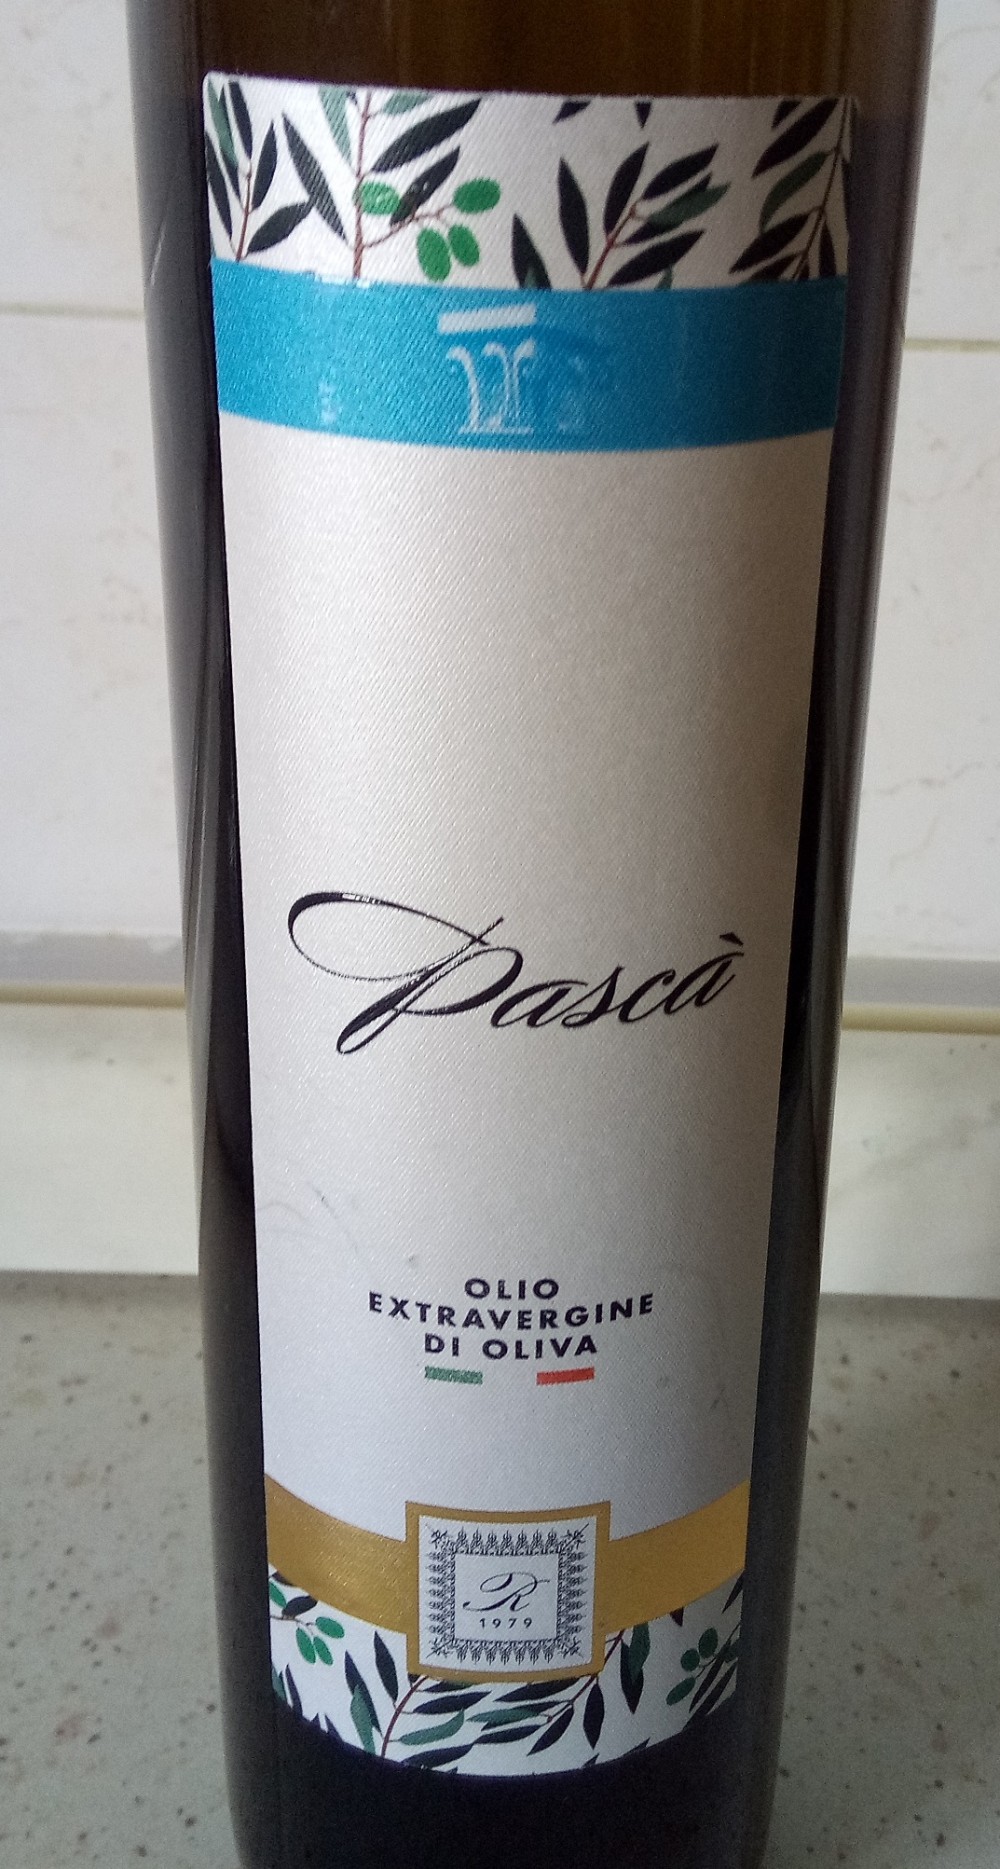 Pascà
OLIO
EXTRAVERGINE
DI OLIVA
R
1979